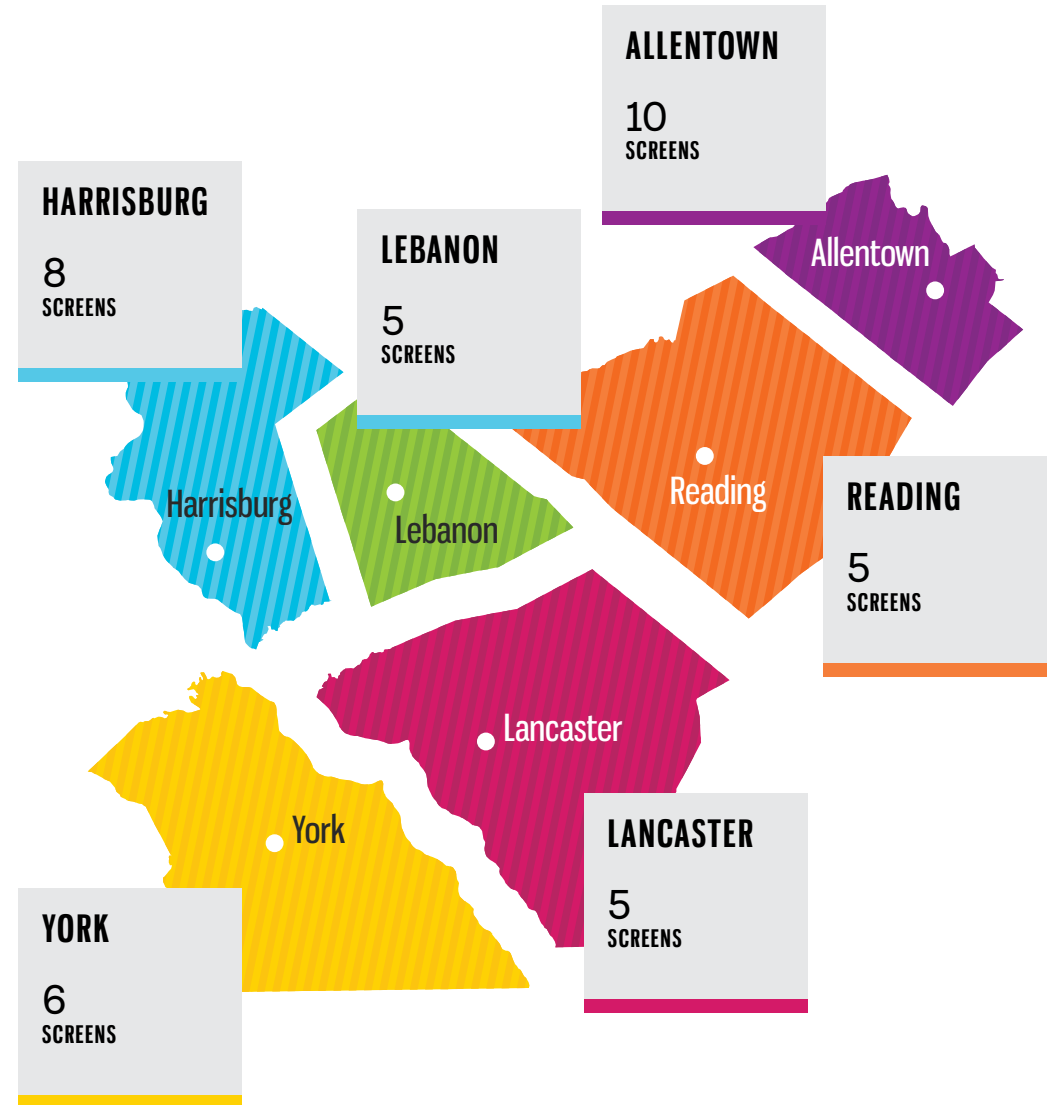 ALLENTOWN
10
SCREENS
HARRISBURG
8
SCREENS
LEBANON
5
SCREENS
Allentown
READING
5
SCREENS
Reading
Harrisburg
Lebanon
Lancaster
York
LANCASTER
5
SCREENS
YORK
6
SCREENS